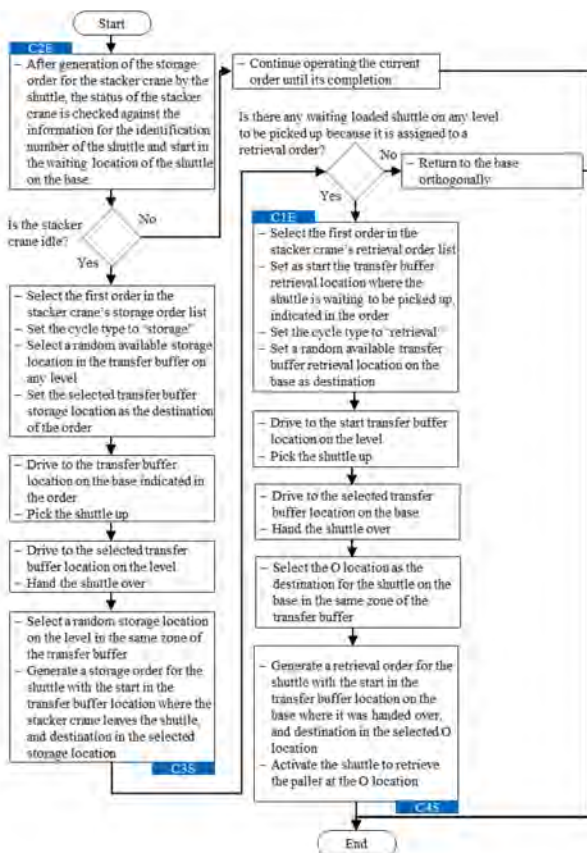 Start
C2E
– After generation of the storage
order for the stacker crane by the
shuttle, the status of the stacker
crane is checked against the
information for the identification
number of the shuttle and start in
the waiting location of the shuttle
on the base.
– Continue operating the current
order until its completion
Is there any waiting loaded shuttle on any level
to be picked up because it is assigned to a
retrieval order?
No
– Return to the base
orthogonally
Yes
Is the stacker
crane idle?
No
Yes
– Select the first order in the
stacker crane's storage order list
– Set the cycle type to "storage"
– Select a random available storage
location in the transfer buffer on
any level
– Set the selected transfer buffer
storage location as the destination
of the order
– Drive to the transfer buffer
location on the base indicated in
the order
– Pick the shuttle up
– Drive to the selected transfer
buffer location on the level
– Hand the shuttle over
– Select a random storage location
on the level in the same zone of
the transfer buffer
– Generate a storage order for the
shuttle with the start in the
transfer buffer location where the
stacker crane leaves the shuttle,
and destination in the selected
storage location
C3S
C1E
– Select the first order in the
stacker crane's retrieval order list
– Set as start the transfer buffer
retrieval location where the
shuttle is waiting to be picked up,
indicated in the order
– Set the cycle type to "retrieval"
– Set a random available transfer
buffer retrieval location on the
base as destination
– Drive to the start transfer buffer
location on the level
– Pick the shuttle up
– Drive to the selected transfer
buffer location on the base
– Hand the shuttle over
– Select the O location as the
destination for the shuttle on the
base in the same zone of the
transfer buffer
– Generate a retrieval order for the
shuttle with the start in the
transfer buffer location on the
base where it was handed over,
and destination in the selected O
location
– Activate the shuttle to retrieve
the paller at the O location
C4S
End